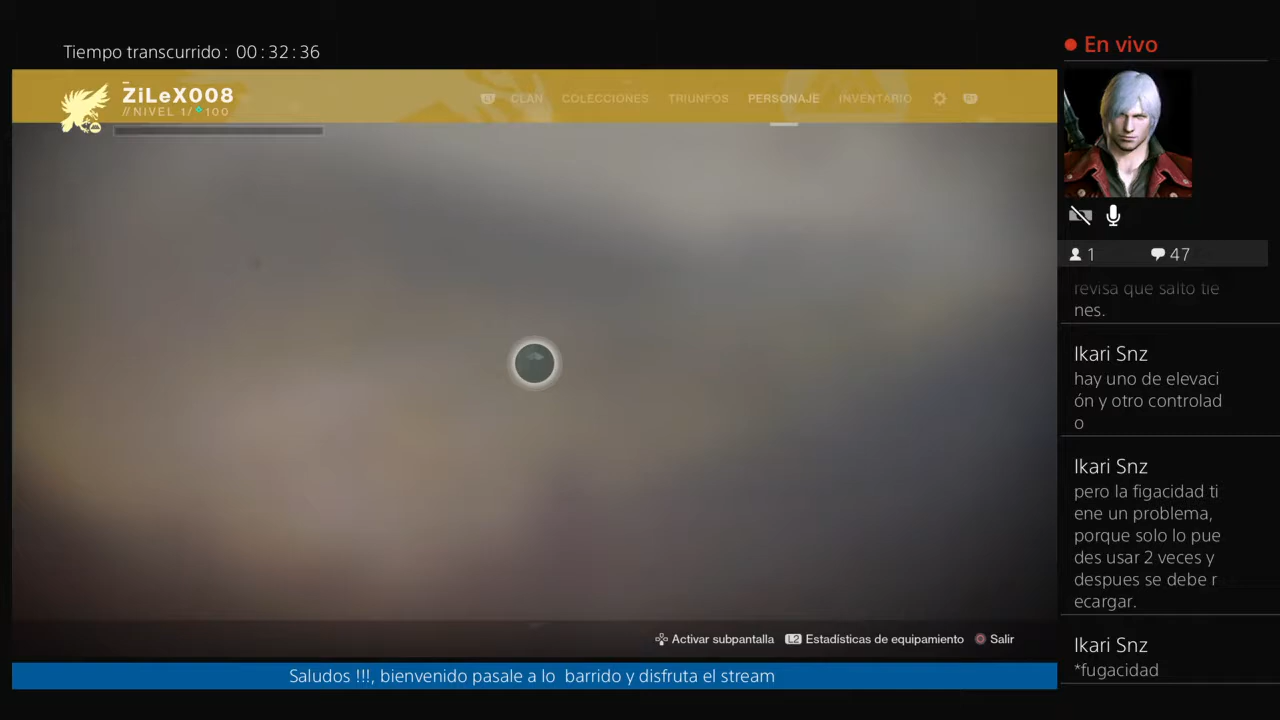 Tiempo transcurrido: 00:32:36
En vivo
ZiLeX008
//NIVEL 1/100
CLAN COLECCIONES TRIUNFOS PERSONAJE INVENTARIO
1 47
revisa que salto tie
nes.
Ikari Snz
hay uno de elevaci
ón y otro controlad
o
Ikari Snz
pero la figacidad ti
ene un problema,
porque solo lo pue
des usar 2 veces y
despues se debe r
ecargar.
Ikari Snz
*fugacidad
Activar subpantalla L2 Estadísticas de equipamiento Salir
Saludos !!!, bienvenido pasale a lo barrido y disfruta el stream